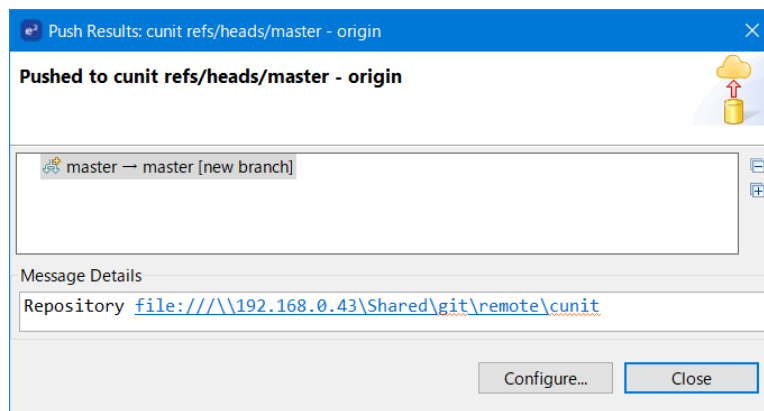 Push Results: cunit refs/heads/master - origin
Pushed to cunit refs/heads/master - origin
master → master [new branch]
Message Details
Repository file:///\\192.168.0.43\Shared\git\remote\cunit
Configure...
Close